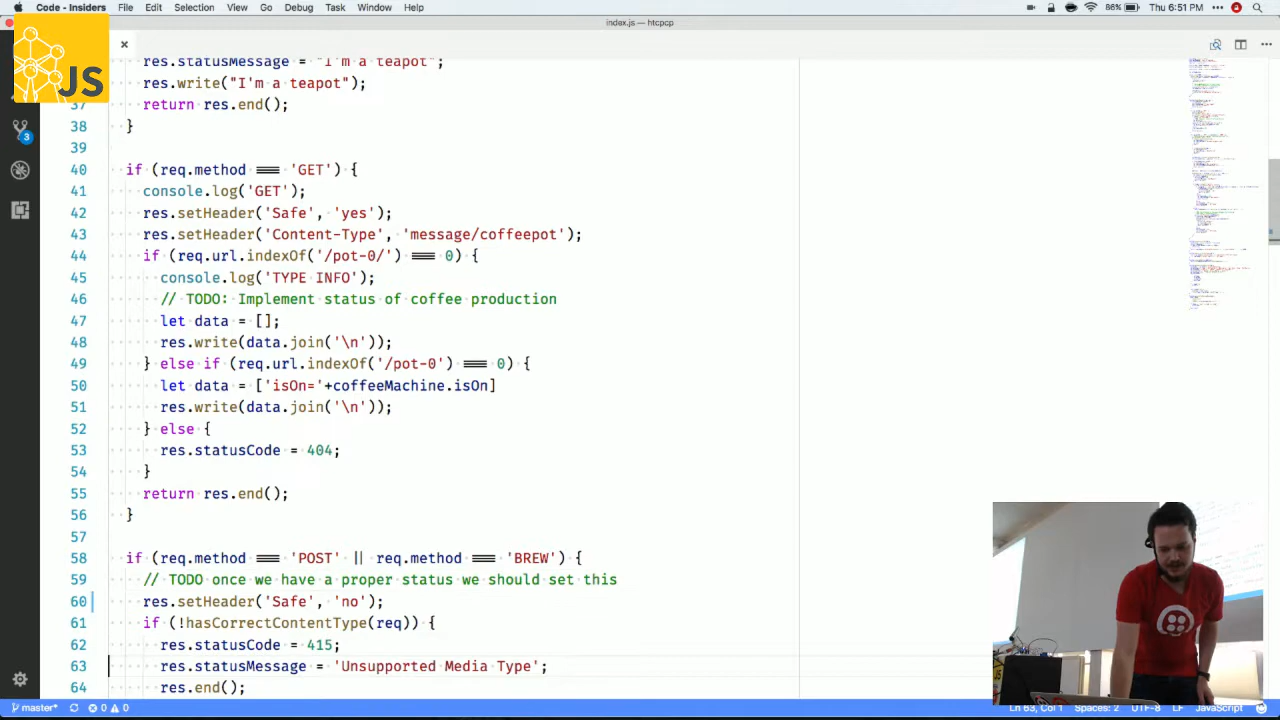 Code - Insiders File Edit Selection View Go Debug Task Window Help 86% Thu 6:51 PM
index.js — htcpcp
JS
res.statusMessage = "I'm a teapot";
res.write("I'm a teapot");
37 return res.end();
38 }
39
40 if (req.method === 'GET') {
41 console.log('GET');
42 res.setHeader('Safe', 'yes');
43 res.setHeader('Content-Type', 'message/coffeepot');
44 if (req.url.indexOf('/pot-0/') === 0) {
45 console.log('TYPE INFO');
46 // TODO: Implement status of coffee production
47 let data = [];
48 res.write(data.join('\n'));
49 } else if (req.url.indexOf('/pot-0') === 0) {
50 let data = ['isOn='+coffeeMachine.isOn]
51 res.write(data.join('\n'));
52 } else {
53 res.statusCode = 404;
54 }
55 return res.end();
56 }
57
58 if (req.method === 'POST' || req.method === 'BREW') {
59 // TODO once we have a proper status we should set this
60 res.setHeader('Safe', 'no');
61 if (!hasCorrectContentType(req)) {
62 res.statusCode = 415;
63 res.statusMessage = 'Unsupported Media Type';
64 res.end();
3
master* 0 0 Ln 63, Col 1 Spaces: 2 UTF-8 LF JavaScript